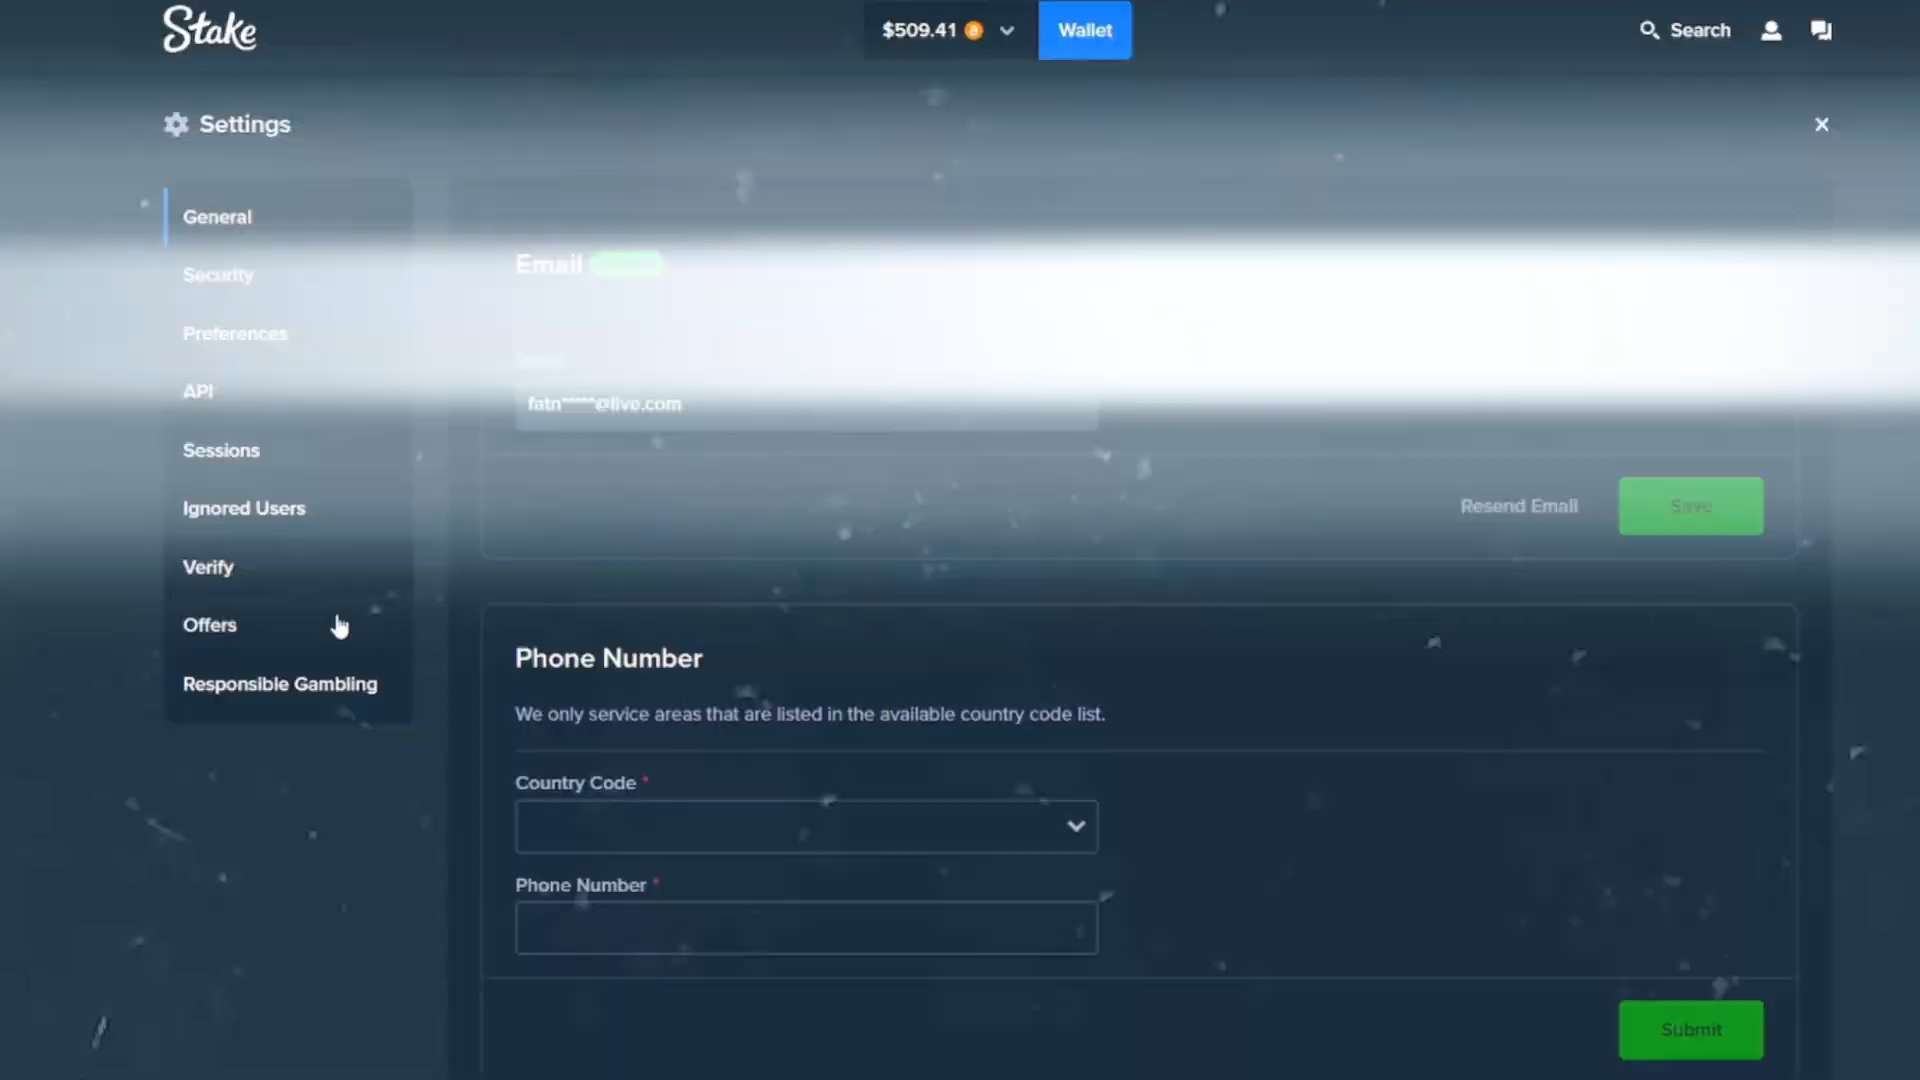 Stake
$509.41
Wallet
Search
Settings
General
Security
Preferences
API
Sessions
Ignored Users
Verify
Offers
Responsible Gambling
Email
fatn*****@live.com
Resend Email
Save
Phone Number
We only service areas that are listed in the available country code list.
Country Code *
Phone Number *
Submit